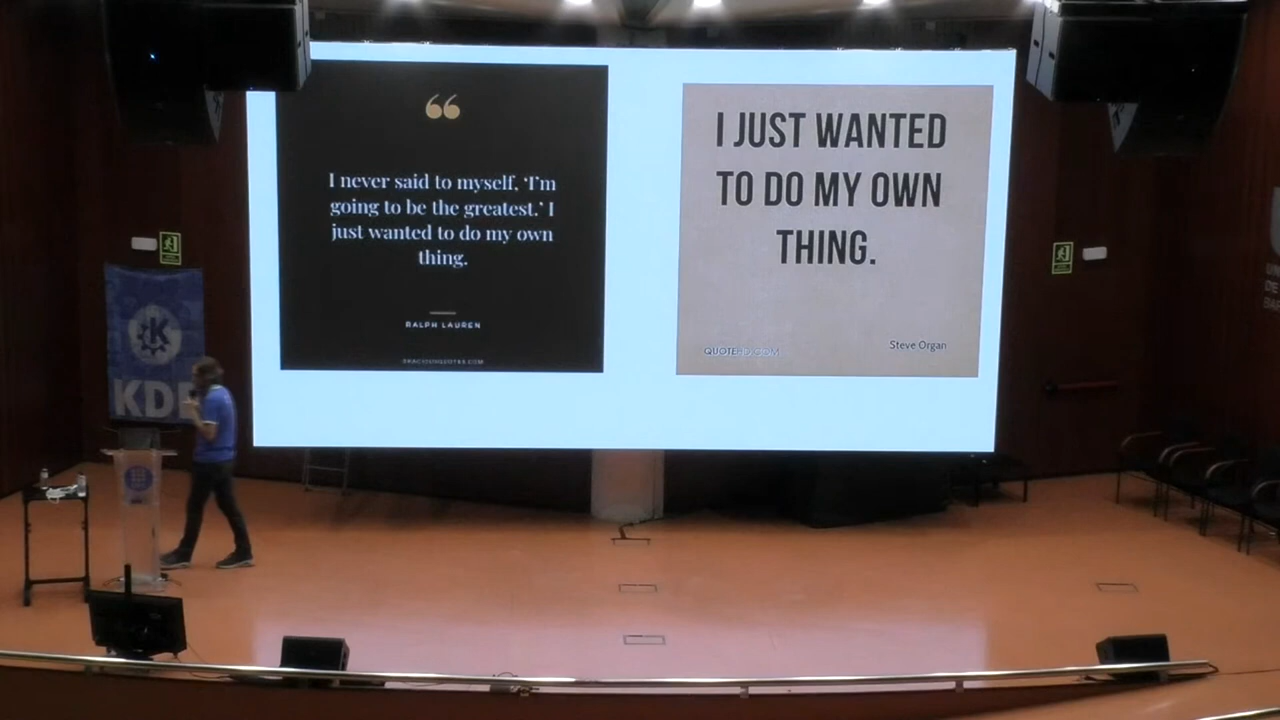 “
I never said to myself, ‘I’m
going to be the greatest.’ I
just wanted to do my own
thing.
RALPH LAUREN
I JUST WANTED
TO DO MY OWN
THING.
Steve Organ
KDE